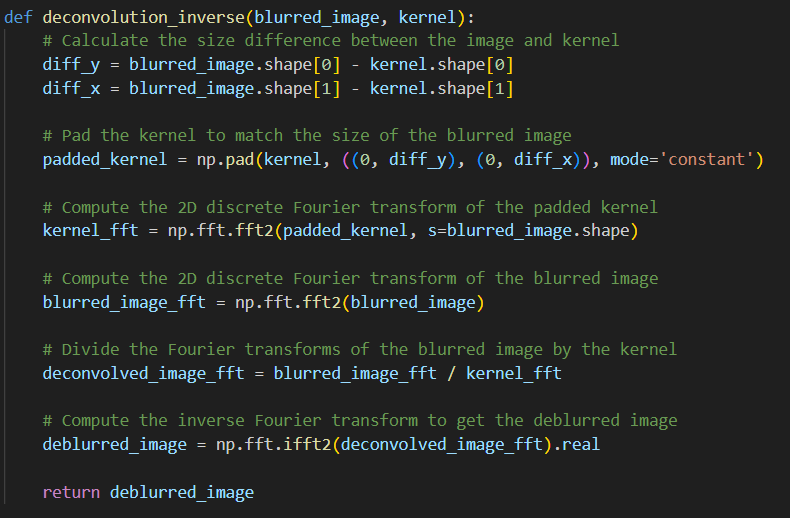 def deconvolution_inverse(blurred_image, kernel):
    # Calculate the size difference between the image and kernel
    diff_y = blurred_image.shape[0] - kernel.shape[0]
    diff_x = blurred_image.shape[1] - kernel.shape[1]

    # Pad the kernel to match the size of the blurred image
    padded_kernel = np.pad(kernel, ((0, diff_y), (0, diff_x)), mode='constant')

    # Compute the 2D discrete Fourier transform of the padded kernel
    kernel_fft = np.fft.fft2(padded_kernel, s=blurred_image.shape)

    # Compute the 2D discrete Fourier transform of the blurred image
    blurred_image_fft = np.fft.fft2(blurred_image)

    # Divide the Fourier transforms of the blurred image by the kernel
    deconvolved_image_fft = blurred_image_fft / kernel_fft

    # Compute the inverse Fourier transform to get the deblurred image
    deblurred_image = np.fft.ifft2(deconvolved_image_fft).real

    return deblurred_image